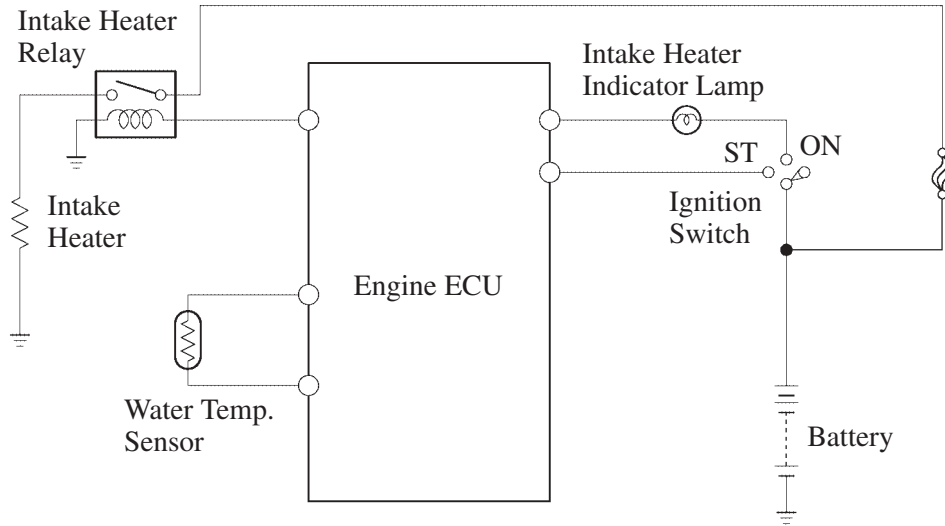 Intake Heater
Relay
Intake Heater
Indicator Lamp
ST
ON
Ignition
Switch
Intake
Heater
Engine ECU
Water Temp.
Sensor
Battery